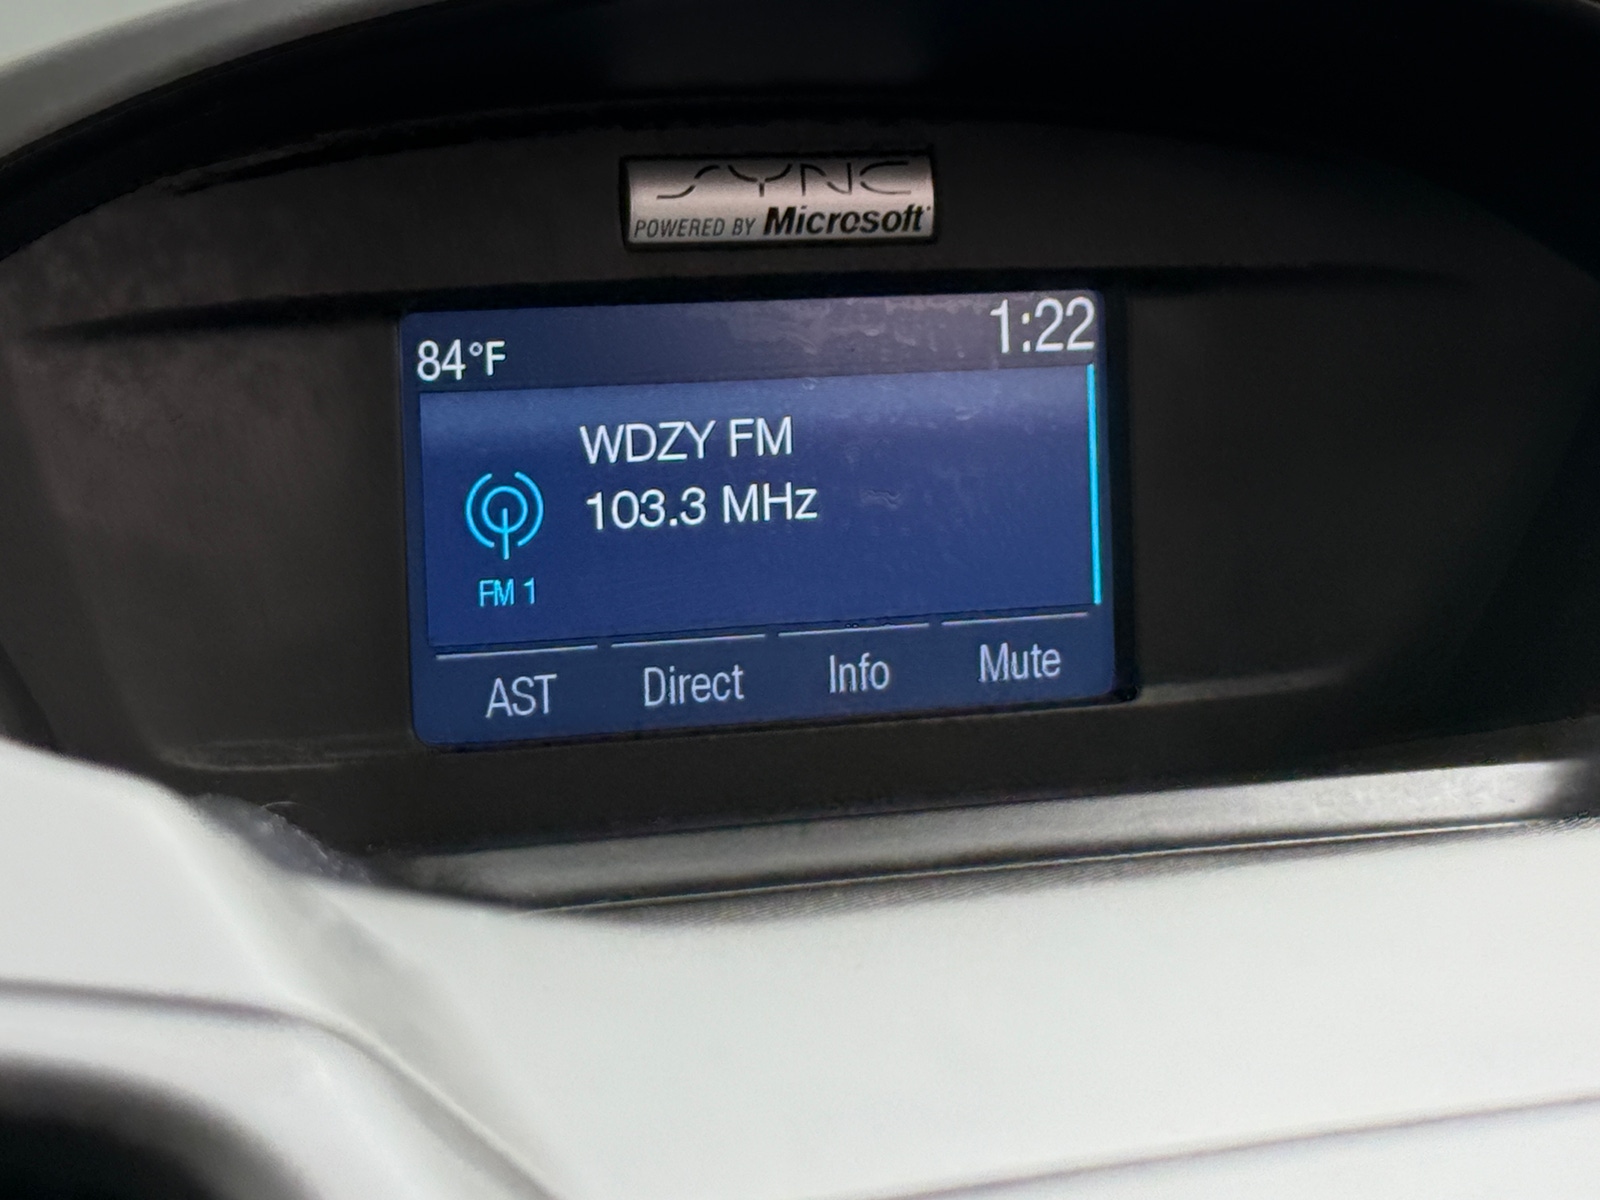 SYNC
POWERED BY Microsoft
84°F 1:22
WDZY FM
103.3 MHz
FM 1
AST Direct Info Mute